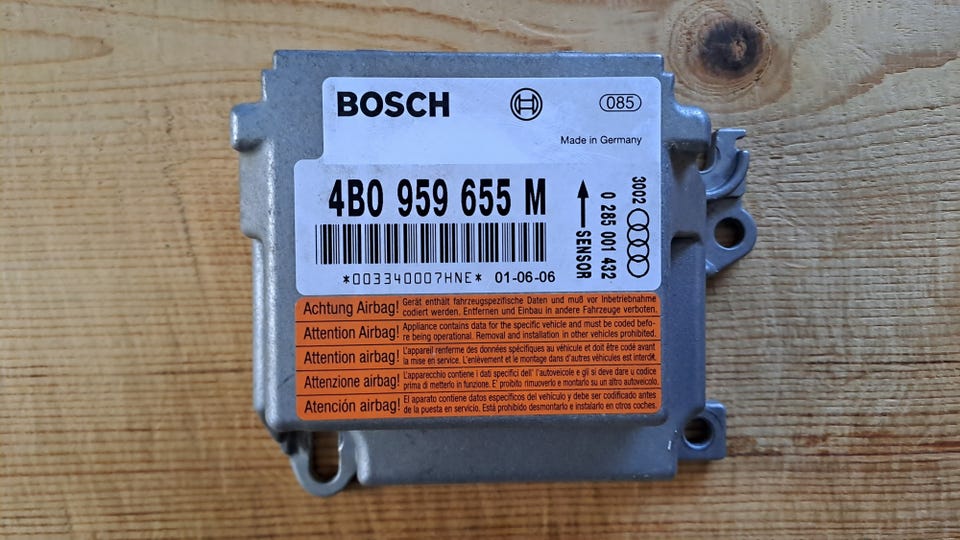 BOSCH
085
Made in Germany
4B0 959 655 M
*003340007HNE* 01-06-06
SENSOR
0 285 001 432
3002
Achtung Airbag! Gerät enthält fahrzeugspezifische Daten und muß vor Inbetriebnahme
codiert werden. Entfernen und Einbau in andere Fahrzeuge verboten.
Attention Airbag! Appliance contains data for the specific vehicle and must be coded befo-
re being operational. Removal and installation in other vehicles prohibited.
Attention airbag! L'appareil renferme des données spécifiques au véhicule et doit être codé avant
la mise en service. L'enlèvement et le montage dans d'autres véhicules est interdit.
Attenzione airbag! L'apparecchio contiene i dati specifici dell' l'autoveicolo e gli si deve dare u codice
prima di metterlo in funzione. E' proibito rimuoverlo e montarlo su un altro autoveicolo.
Atención airbag! El aparato contiene datos específicos del vehículo y debe ser codificado antes
de la puesta en servicio. Está prohibido desmontarlo e instalarlo en otros coches.